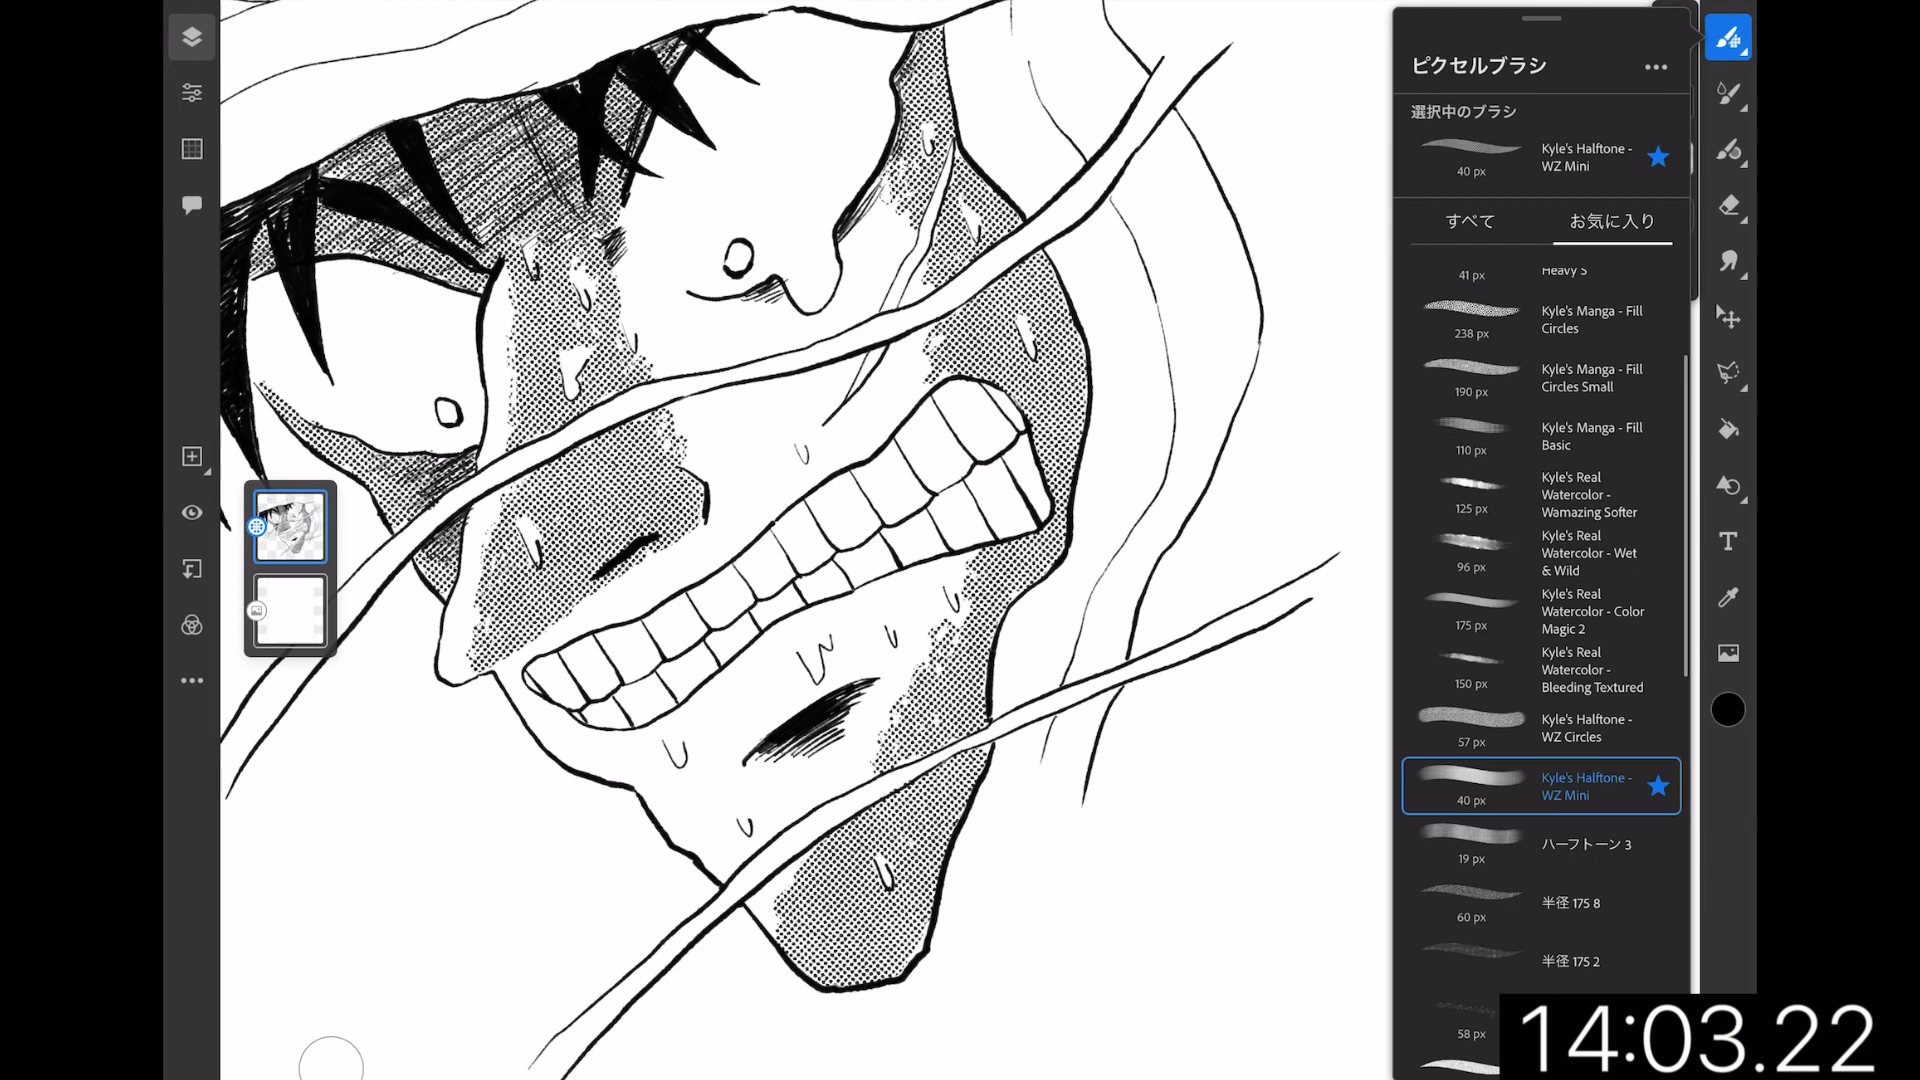 ピクセルブラシ
選択中のブラシ
Kyle's Halftone -
WZ Mini
40 px
すべて
お気に入り
Heavy 5
41 px
Kyle's Manga - Fill
Circles
238 px
Kyle's Manga - Fill
Circles Small
190 px
Kyle's Manga - Fill
Basic
110 px
Kyle's Real
Watercolor -
Wamazing Softer
125 px
Kyle's Real
Watercolor - Wet
& Wild
96 px
Kyle's Real
Watercolor - Color
Magic 2
175 px
Kyle's Real
Watercolor -
Bleeding Textured
150 px
Kyle's Halftone -
WZ Circles
57 px
Kyle's Halftone -
WZ Mini
40 px
ハーフトーン 3
19 px
半径 175 8
60 px
半径 175 2
58 px
14:03.22